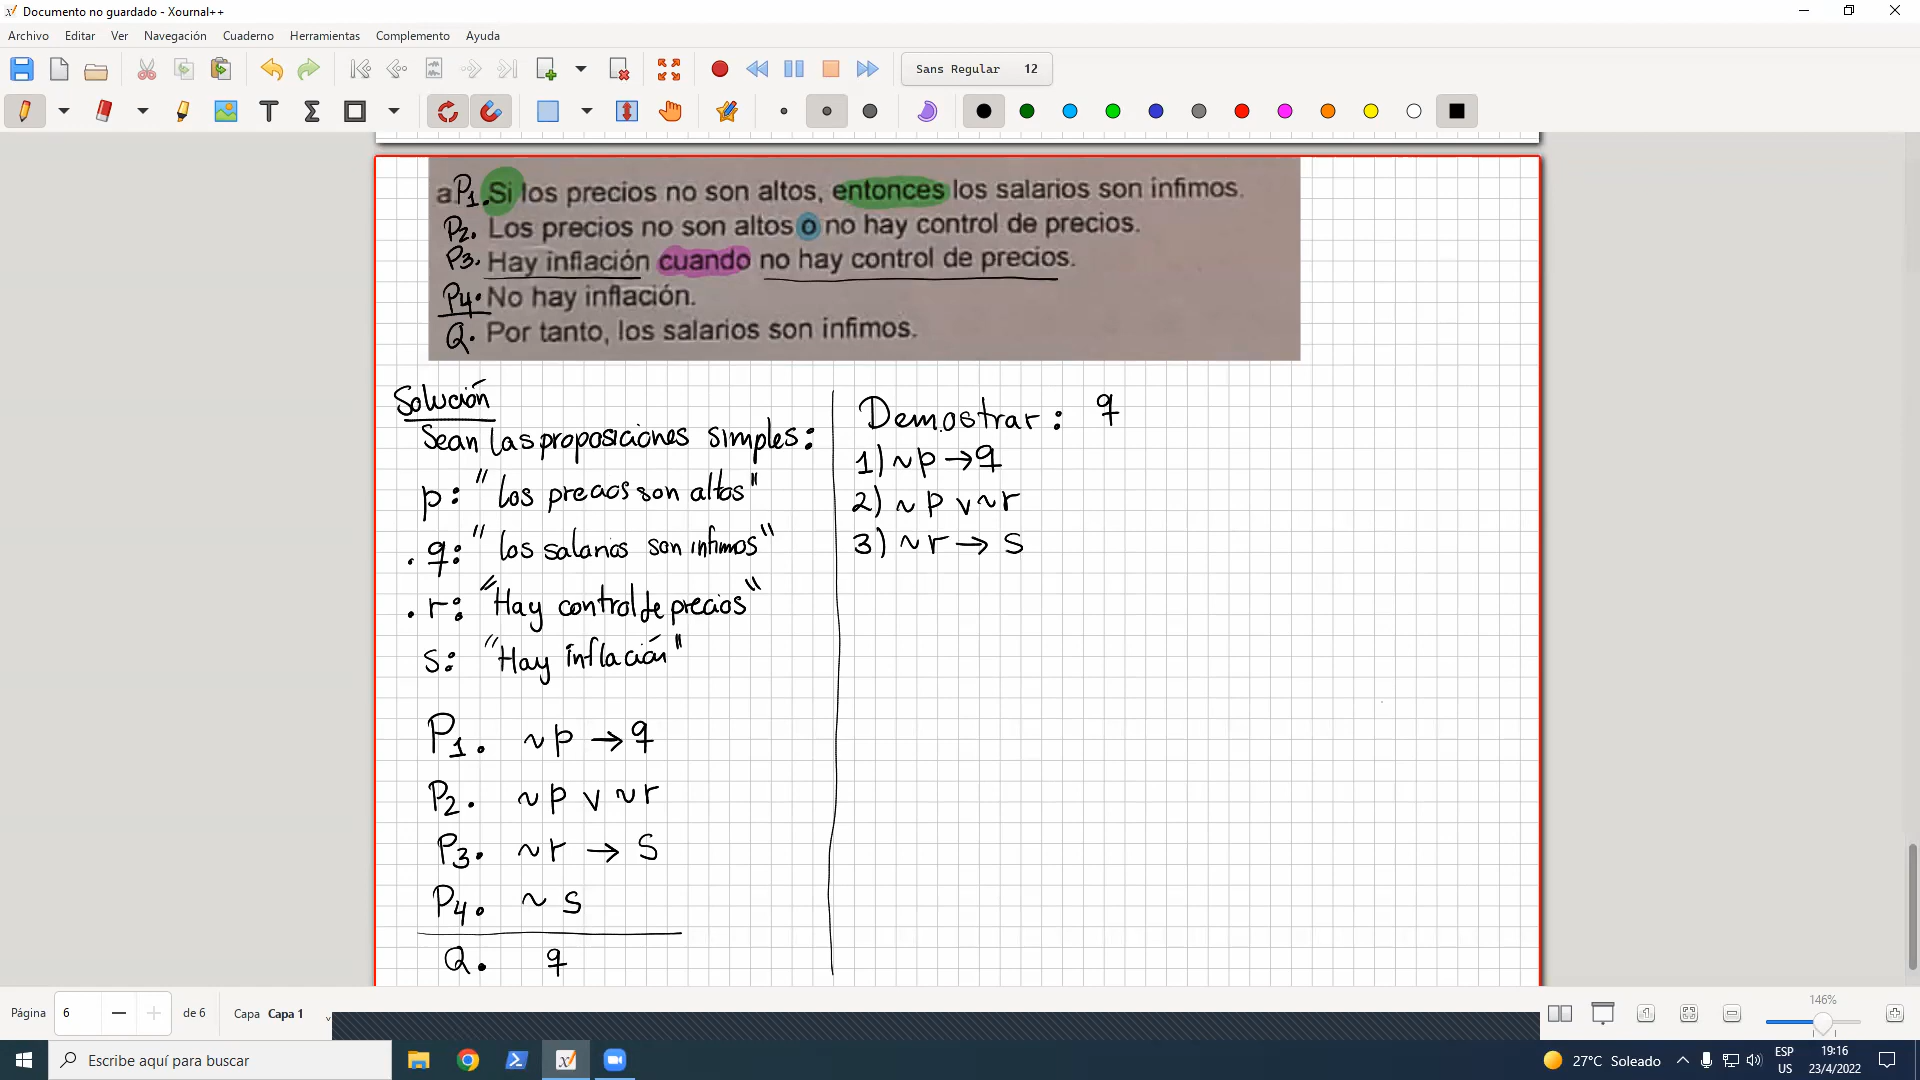 Documento no guardado - Xournal++
Archivo Editar Ver Navegación Cuaderno Herramientas Complemento Ayuda
Sans Regular 12
a P1. Si los precios no son altos, entonces los salarios son ínfimos.
P2. Los precios no son altos o no hay control de precios.
P3. Hay inflación cuando no hay control de precios.
P4. No hay inflación.
Q. Por tanto, los salarios son ínfimos.
Solución
Sean las proposiciones simples:
p: "los precios son altos"
. q: "los salarios son infimos"
. r: "Hay control de precios"
s: "Hay inflación"
P1. ~p → q
P2. ~p v ~r
P3. ~r → s
P4. ~s
Q. q
Demostrar: q
1) ~p → q
2) ~p v ~r
3) ~r → s
Página 6 de 6 Capa Capa 1
146%
Escribe aquí para buscar
27°C Soleado
ESP
US
19:16
23/4/2022